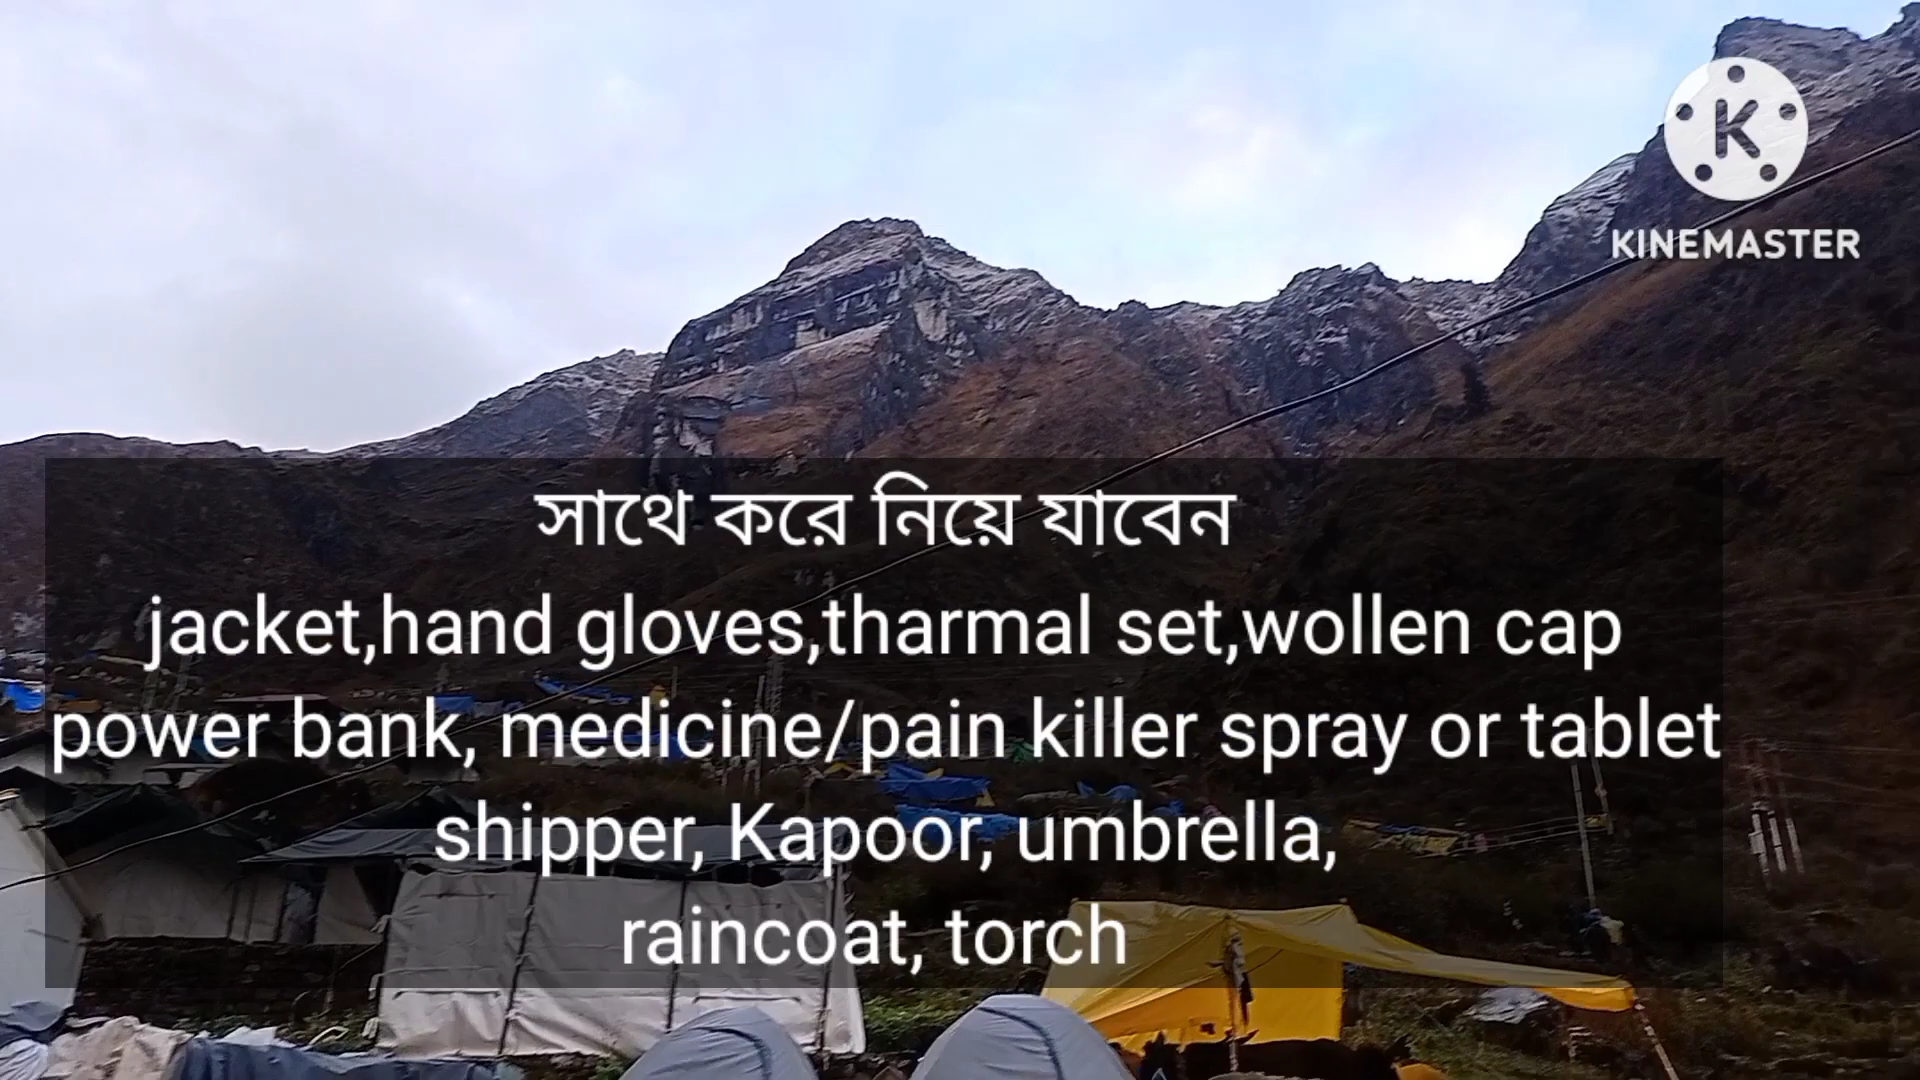 KINEMASTER
সাথে করে নিয়ে যাবেন
jacket,hand gloves,tharmal set,wollen cap
power bank, medicine/pain killer spray or tablet
shipper, Kapoor, umbrella,
raincoat, torch